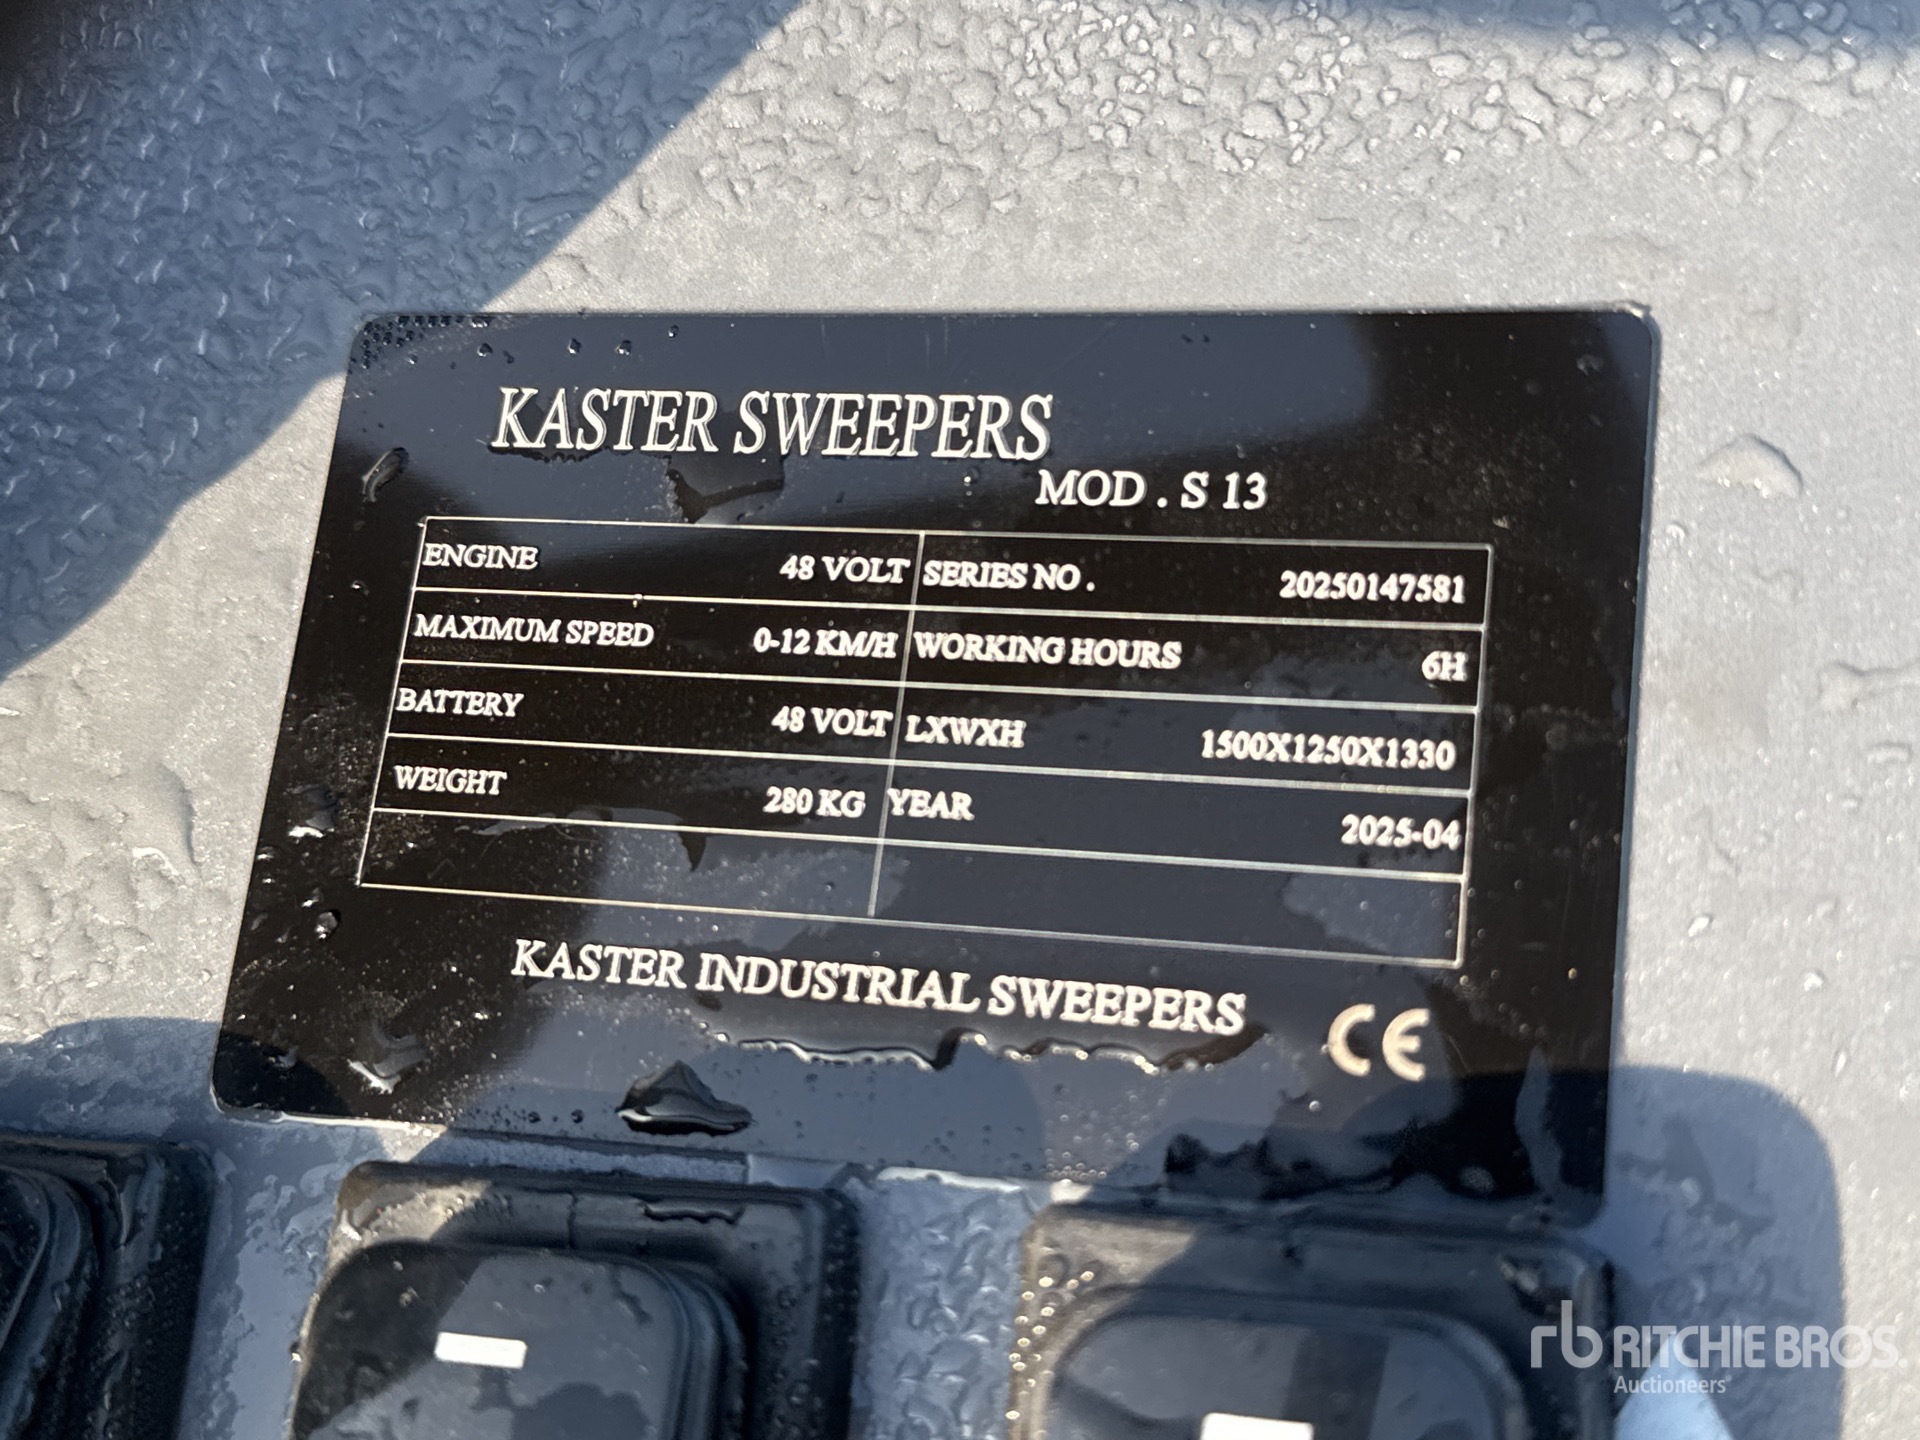 KASTER SWEEPERS
MOD . S 13
ENGINE 48 VOLT SERIES NO . 20250147581
MAXIMUM SPEED 0-12 KM/H WORKING HOURS 6H
BATTERY 48 VOLT LXWXH 1500X1250X1330
WEIGHT 280 KG YEAR 2025-04
KASTER INDUSTRIAL SWEEPERS
CE
rb RITCHIE BROS.
Auctioneers